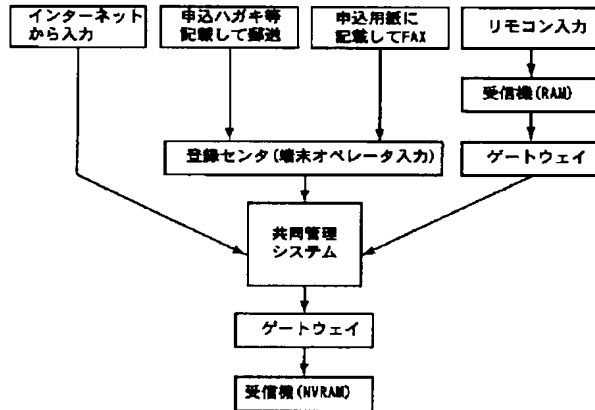 インターネット
から入力
申込ハガキ等
記載して郵送
申込用紙に
記載してFAX
リモコン入力
受信機(RAM)
登録センタ(端末オペレータ入力)
ゲートウェイ
共同管理
システム
ゲートウェイ
受信機(NVRAM)